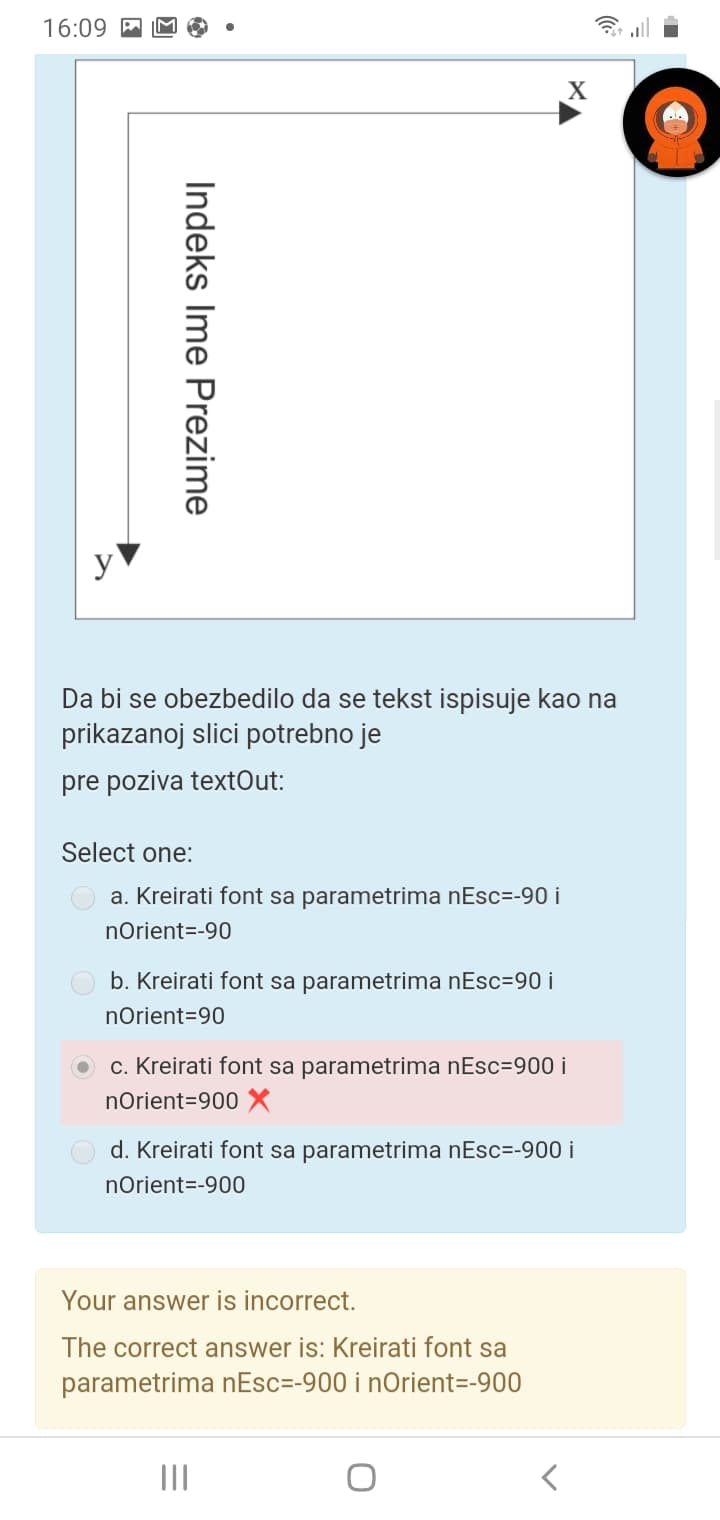 16:09
x
Indeks Ime Prezime
y
Da bi se obezbedilo da se tekst ispisuje kao na
prikazanoj slici potrebno je
pre poziva textOut:
Select one:
a. Kreirati font sa parametrima nEsc=-90 i
nOrient=-90
b. Kreirati font sa parametrima nEsc=90 i
nOrient=90
c. Kreirati font sa parametrima nEsc=900 i
nOrient=900
d. Kreirati font sa parametrima nEsc=-900 i
nOrient=-900
Your answer is incorrect.
The correct answer is: Kreirati font sa
parametrima nEsc=-900 i nOrient=-900